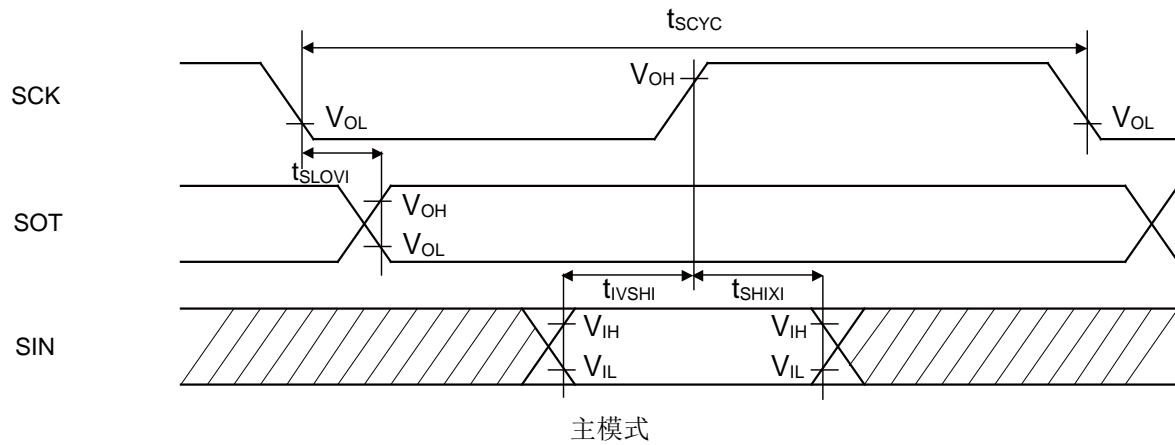 tSCYC
SCK
VOH
VOL
VOL
tSLOVI
SOT
VOH
VOL
tIVSHI
tSHIXI
SIN
VIH
VIH
VIL
VIL
主模式